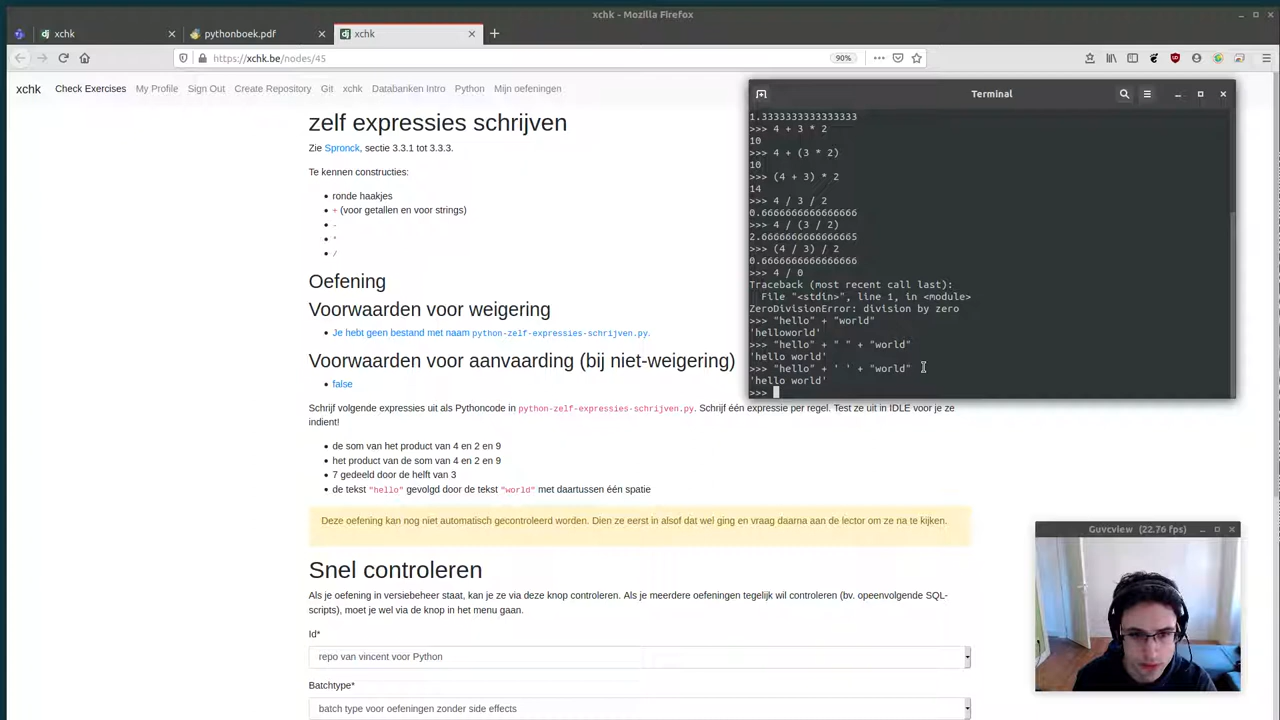 xchk - Mozilla Firefox
xchk
pythonboek.pdf
xchk
https://xchk.be/nodes/45
90%
xchk Check Exercises My Profile Sign Out Create Repository Git xchk Databanken Intro Python Mijn oefeningen
zelf expressies schrijven
Zie Spronck, sectie 3.3.1 tot 3.3.3.
Te kennen constructies:
ronde haakjes
+ (voor getallen en voor strings)
-
*
/
Oefening
Voorwaarden voor weigering
Je hebt geen bestand met naam python-zelf-expressies-schrijven.py.
Voorwaarden voor aanvaarding (bij niet-weigering)
false
Schrijf volgende expressies uit als Pythoncode in python-zelf-expressies-schrijven.py. Schrijf één expressie per regel. Test ze uit in IDLE voor je ze
indient!
de som van het product van 4 en 2 en 9
het product van de som van 4 en 2 en 9
7 gedeeld door de helft van 3
de tekst "hello" gevolgd door de tekst "world" met daartussen één spatie
Deze oefening kan nog niet automatisch gecontroleerd worden. Dien ze eerst in alsof dat wel ging en vraag daarna aan de lector om ze na te kijken.
Snel controleren
Als je oefening in versiebeheer staat, kan je ze via deze knop controleren. Als je meerdere oefeningen tegelijk wil controleren (bv. opeenvolgende SQL-
scripts), moet je wel via de knop in het menu gaan.
Id*
repo van vincent voor Python
Batchtype*
batch type voor oefeningen zonder side effects
Terminal
1.3333333333333333
>>> 4 + 3 * 2
10
>>> 4 + (3 * 2)
10
>>> (4 + 3) * 2
14
>>> 4 / 3 / 2
0.6666666666666666
>>> 4 / (3 / 2)
2.6666666666666665
>>> (4 / 3) / 2
0.6666666666666666
>>> 4 / 0
Traceback (most recent call last):
File "<stdin>", line 1, in <module>
ZeroDivisionError: division by zero
>>> "hello" + "world"
'helloworld'
>>> "hello" + " " + "world"
'hello world'
>>> "hello" + ' ' + "world"
'hello world'
>>>
Guvcview (22.76 fps)